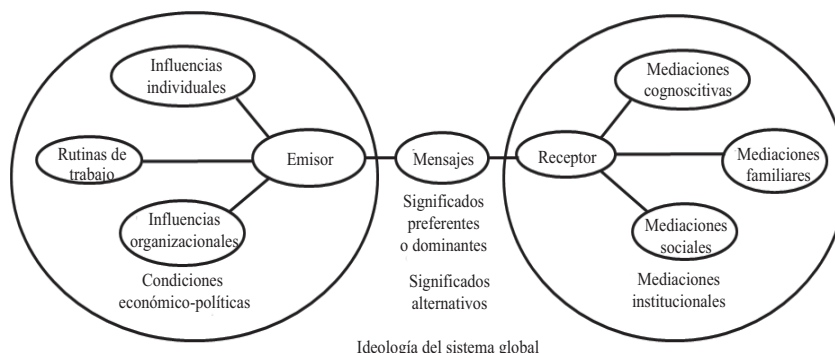 Influencias
individuales
Rutinas de
trabajo
Influencias
organizacionales
Condiciones
económico-políticas
Emisor
Mensajes
Significados
preferentes
o dominantes
Significados
alternativos
Receptor
Mediaciones
cognoscitivas
Mediaciones
familiares
Mediaciones
sociales
Mediaciones
institucionales
Ideología del sistema global